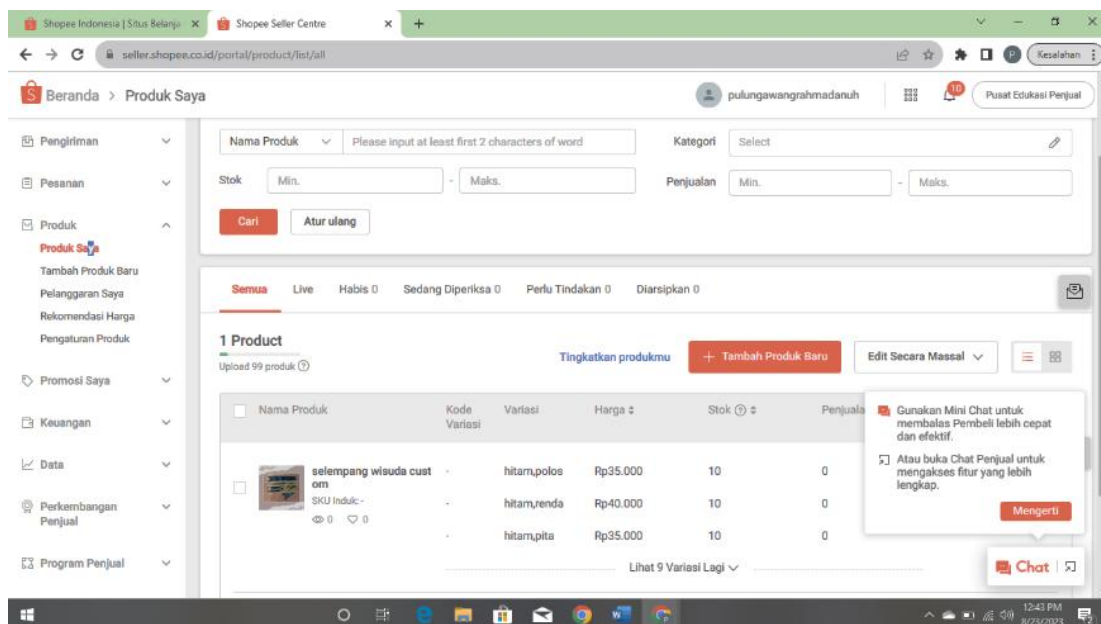 Shopee Indonesia | Situs Belanja
Shopee Seller Centre
seller.shopee.co.id/portal/product/list/all
P
Kesalahan
Beranda > Produk Saya
pulungawangrahmadanuh
10
Pusat Edukasi Penjual
Pengiriman
Pesanan
Produk
Produk Saya
Tambah Produk Baru
Pelanggaran Saya
Rekomendasi Harga
Pengaturan Produk
Promosi Saya
Keuangan
Data
Perkembangan
Penjual
Program Penjual
Nama Produk
Please input at least first 2 characters of word
Kategori
Select
Stok
Min.
-
Maks.
Penjualan
Min.
-
Maks.
Cari
Atur ulang
Semua
Live
Habis 0
Sedang Diperiksa 0
Perlu Tindakan 0
Diarsipkan 0
1 Product
Upload 99 produk
Tingkatkan produkmu
+ Tambah Produk Baru
Edit Secara Massal
Nama Produk
Kode
Variasi
Variasi
Harga
Stok
Penjuala
selempang wisuda cust
om
SKU Induk: -
0
0
-
hitam,polos
Rp35.000
10
0
-
hitam,renda
Rp40.000
10
0
-
hitam,pita
Rp35.000
10
0
Lihat 9 Variasi Lagi
Gunakan Mini Chat untuk
membalas Pembeli lebih cepat
dan efektif.
Atau buka Chat Penjual untuk
mengakses fitur yang lebih
lengkap.
Mengerti
Chat
12:43 PM
8/23/2023